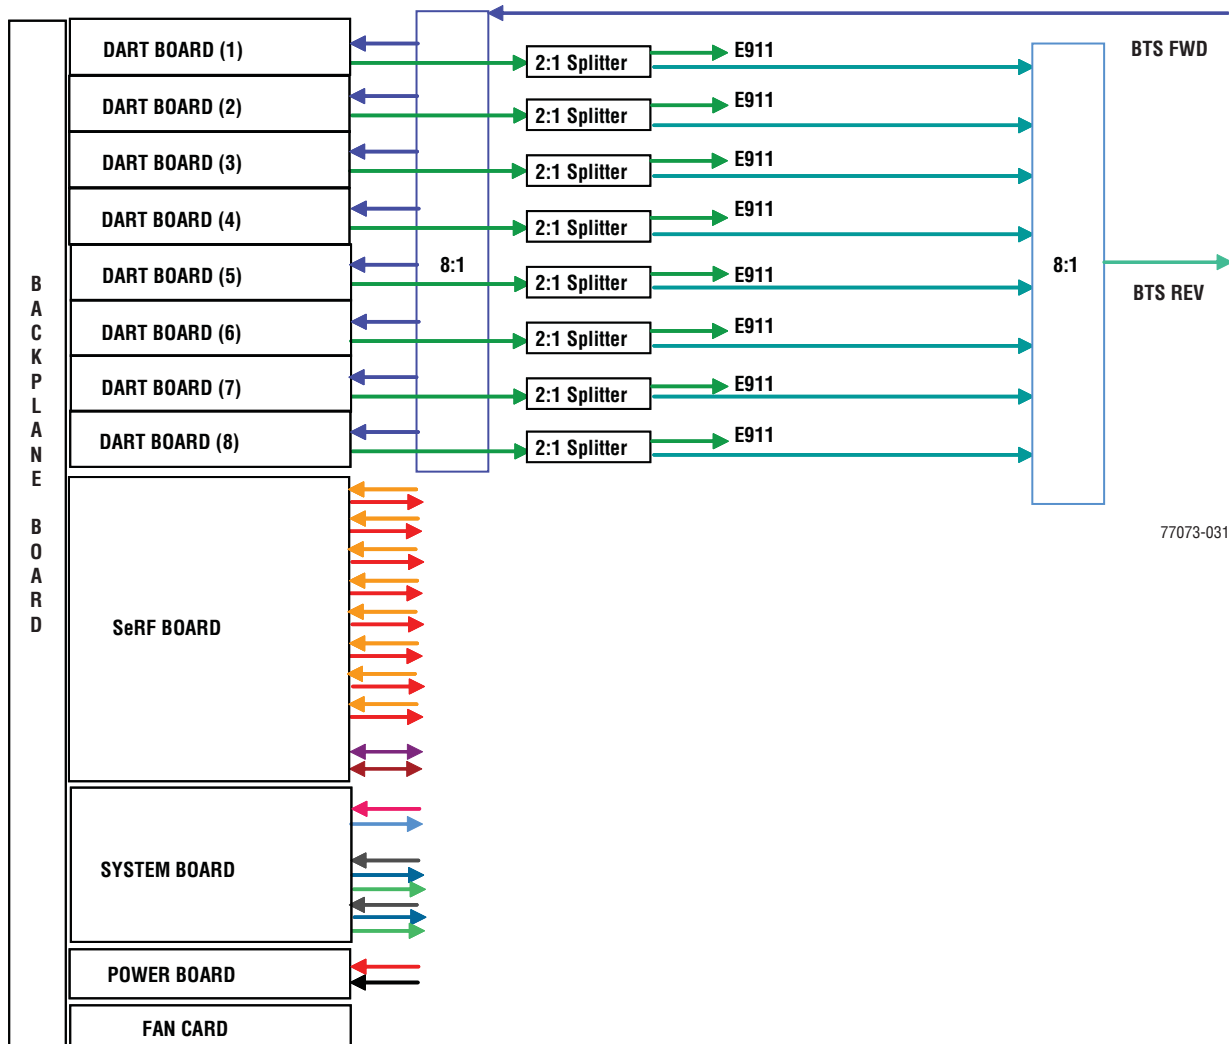 BACKPLANE BOARD
DART BOARD (1)
DART BOARD (2)
DART BOARD (3)
DART BOARD (4)
DART BOARD (5)
DART BOARD (6)
DART BOARD (7)
DART BOARD (8)
SeRF BOARD
SYSTEM BOARD
POWER BOARD
FAN CARD
8:1
2:1 Splitter
2:1 Splitter
2:1 Splitter
2:1 Splitter
2:1 Splitter
2:1 Splitter
2:1 Splitter
2:1 Splitter
E911
E911
E911
E911
E911
E911
E911
E911
8:1
BTS FWD
BTS REV
77073-031